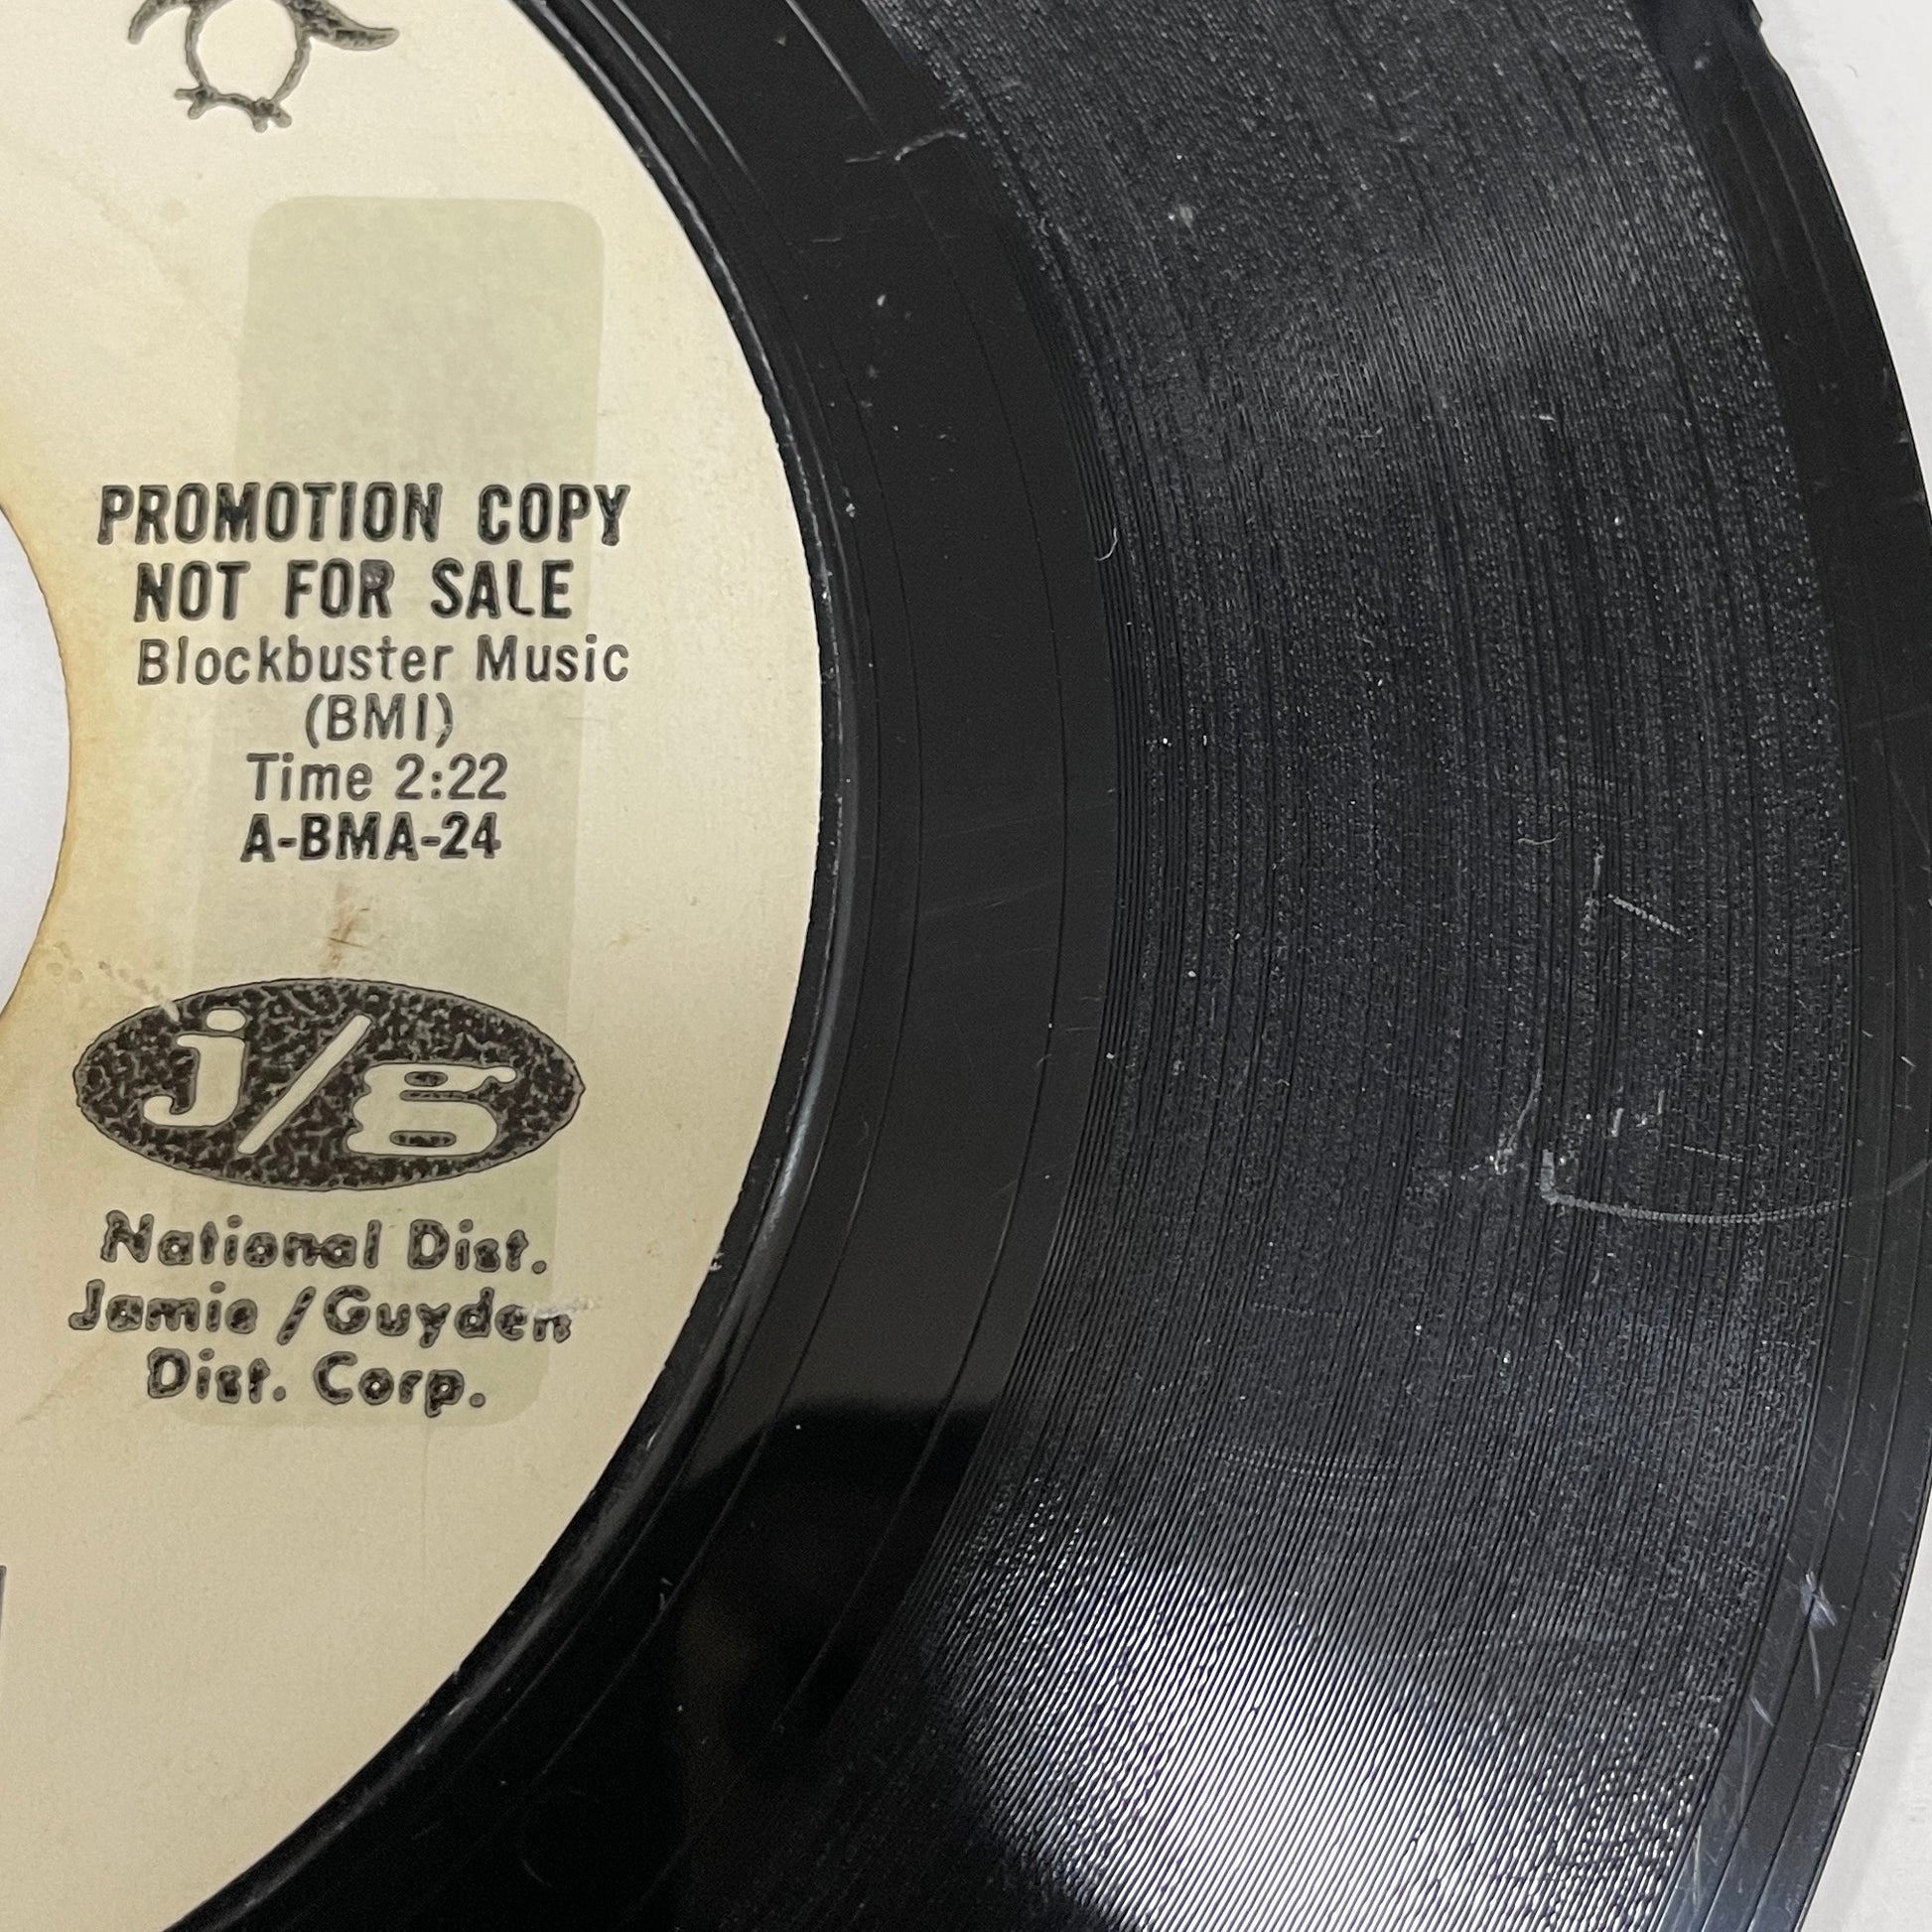 PROMOTION COPY
NOT FOR SALE
Blockbuster Music
(BMI)
Time 2:22
A-BMA-24
j/g
National Dist.
Jamie/Guyden
Dist. Corp.